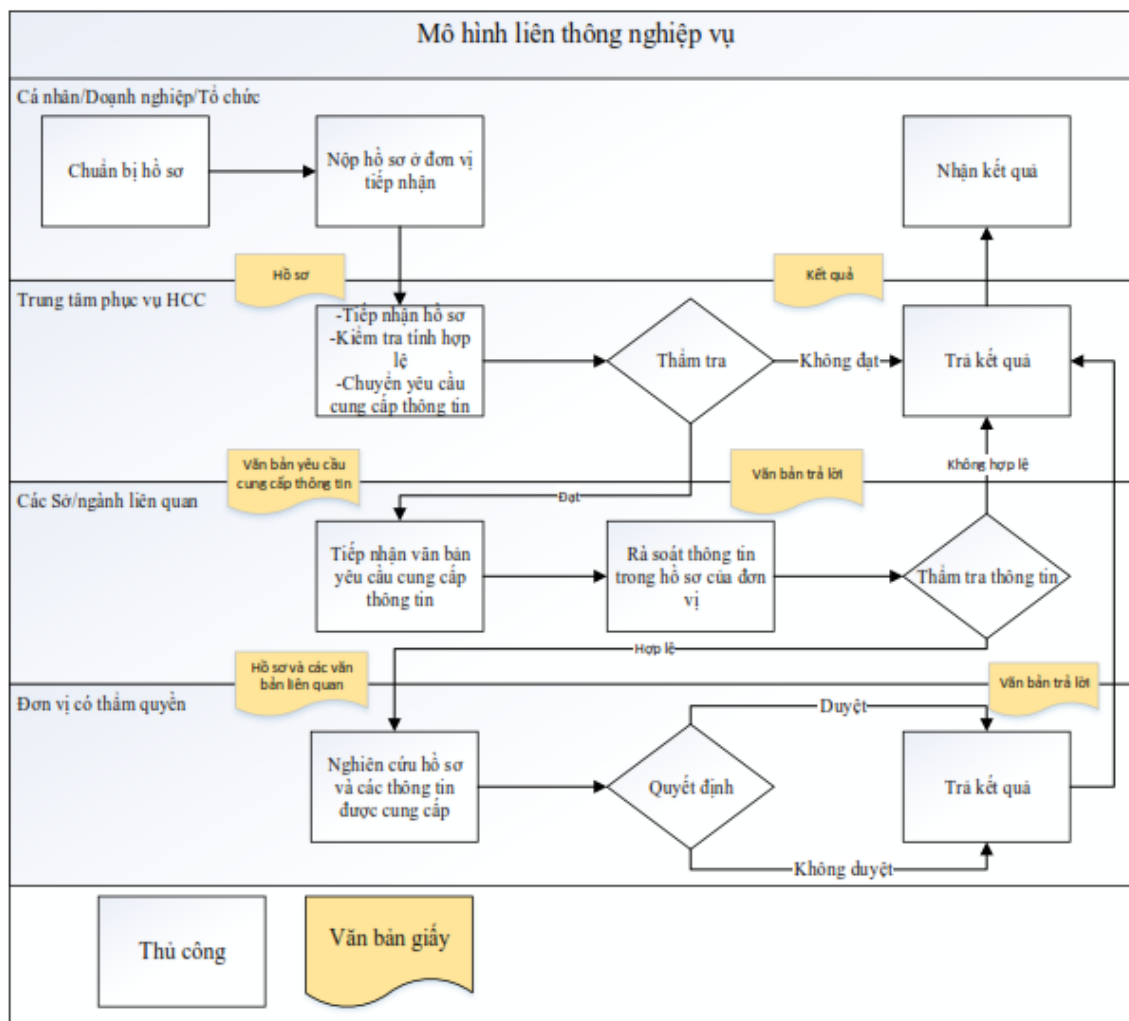 Mô hình liên thông nghiệp vụ
Cá nhân/Doanh nghiệp/Tổ chức
Chuẩn bị hồ sơ
Nộp hồ sơ ở đơn vị
tiếp nhận
Nhận kết quả
Hồ sơ
Kết quả
Trung tâm phục vụ HCC
-Tiếp nhận hồ sơ
-Kiểm tra tính hợp
lệ
-Chuyển yêu cầu
cung cấp thông tin
Thẩm tra
Không đạt
Trả kết quả
Văn bản yêu cầu
cung cấp thông tin
Đạt
Văn bản trả lời
Không hợp lệ
Các Sở/ngành liên quan
Tiếp nhận văn bản
yêu cầu cung cấp
thông tin
Rà soát thông tin
trong hồ sơ của đơn
vị
Thẩm tra thông tin
Hợp lệ
Hồ sơ và các văn
bản liên quan
Văn bản trả lời
Đơn vị có thẩm quyền
Nghiên cứu hồ sơ
và các thông tin
được cung cấp
Quyết định
Duyệt
Không duyệt
Trả kết quả
Thủ công
Văn bản giấy